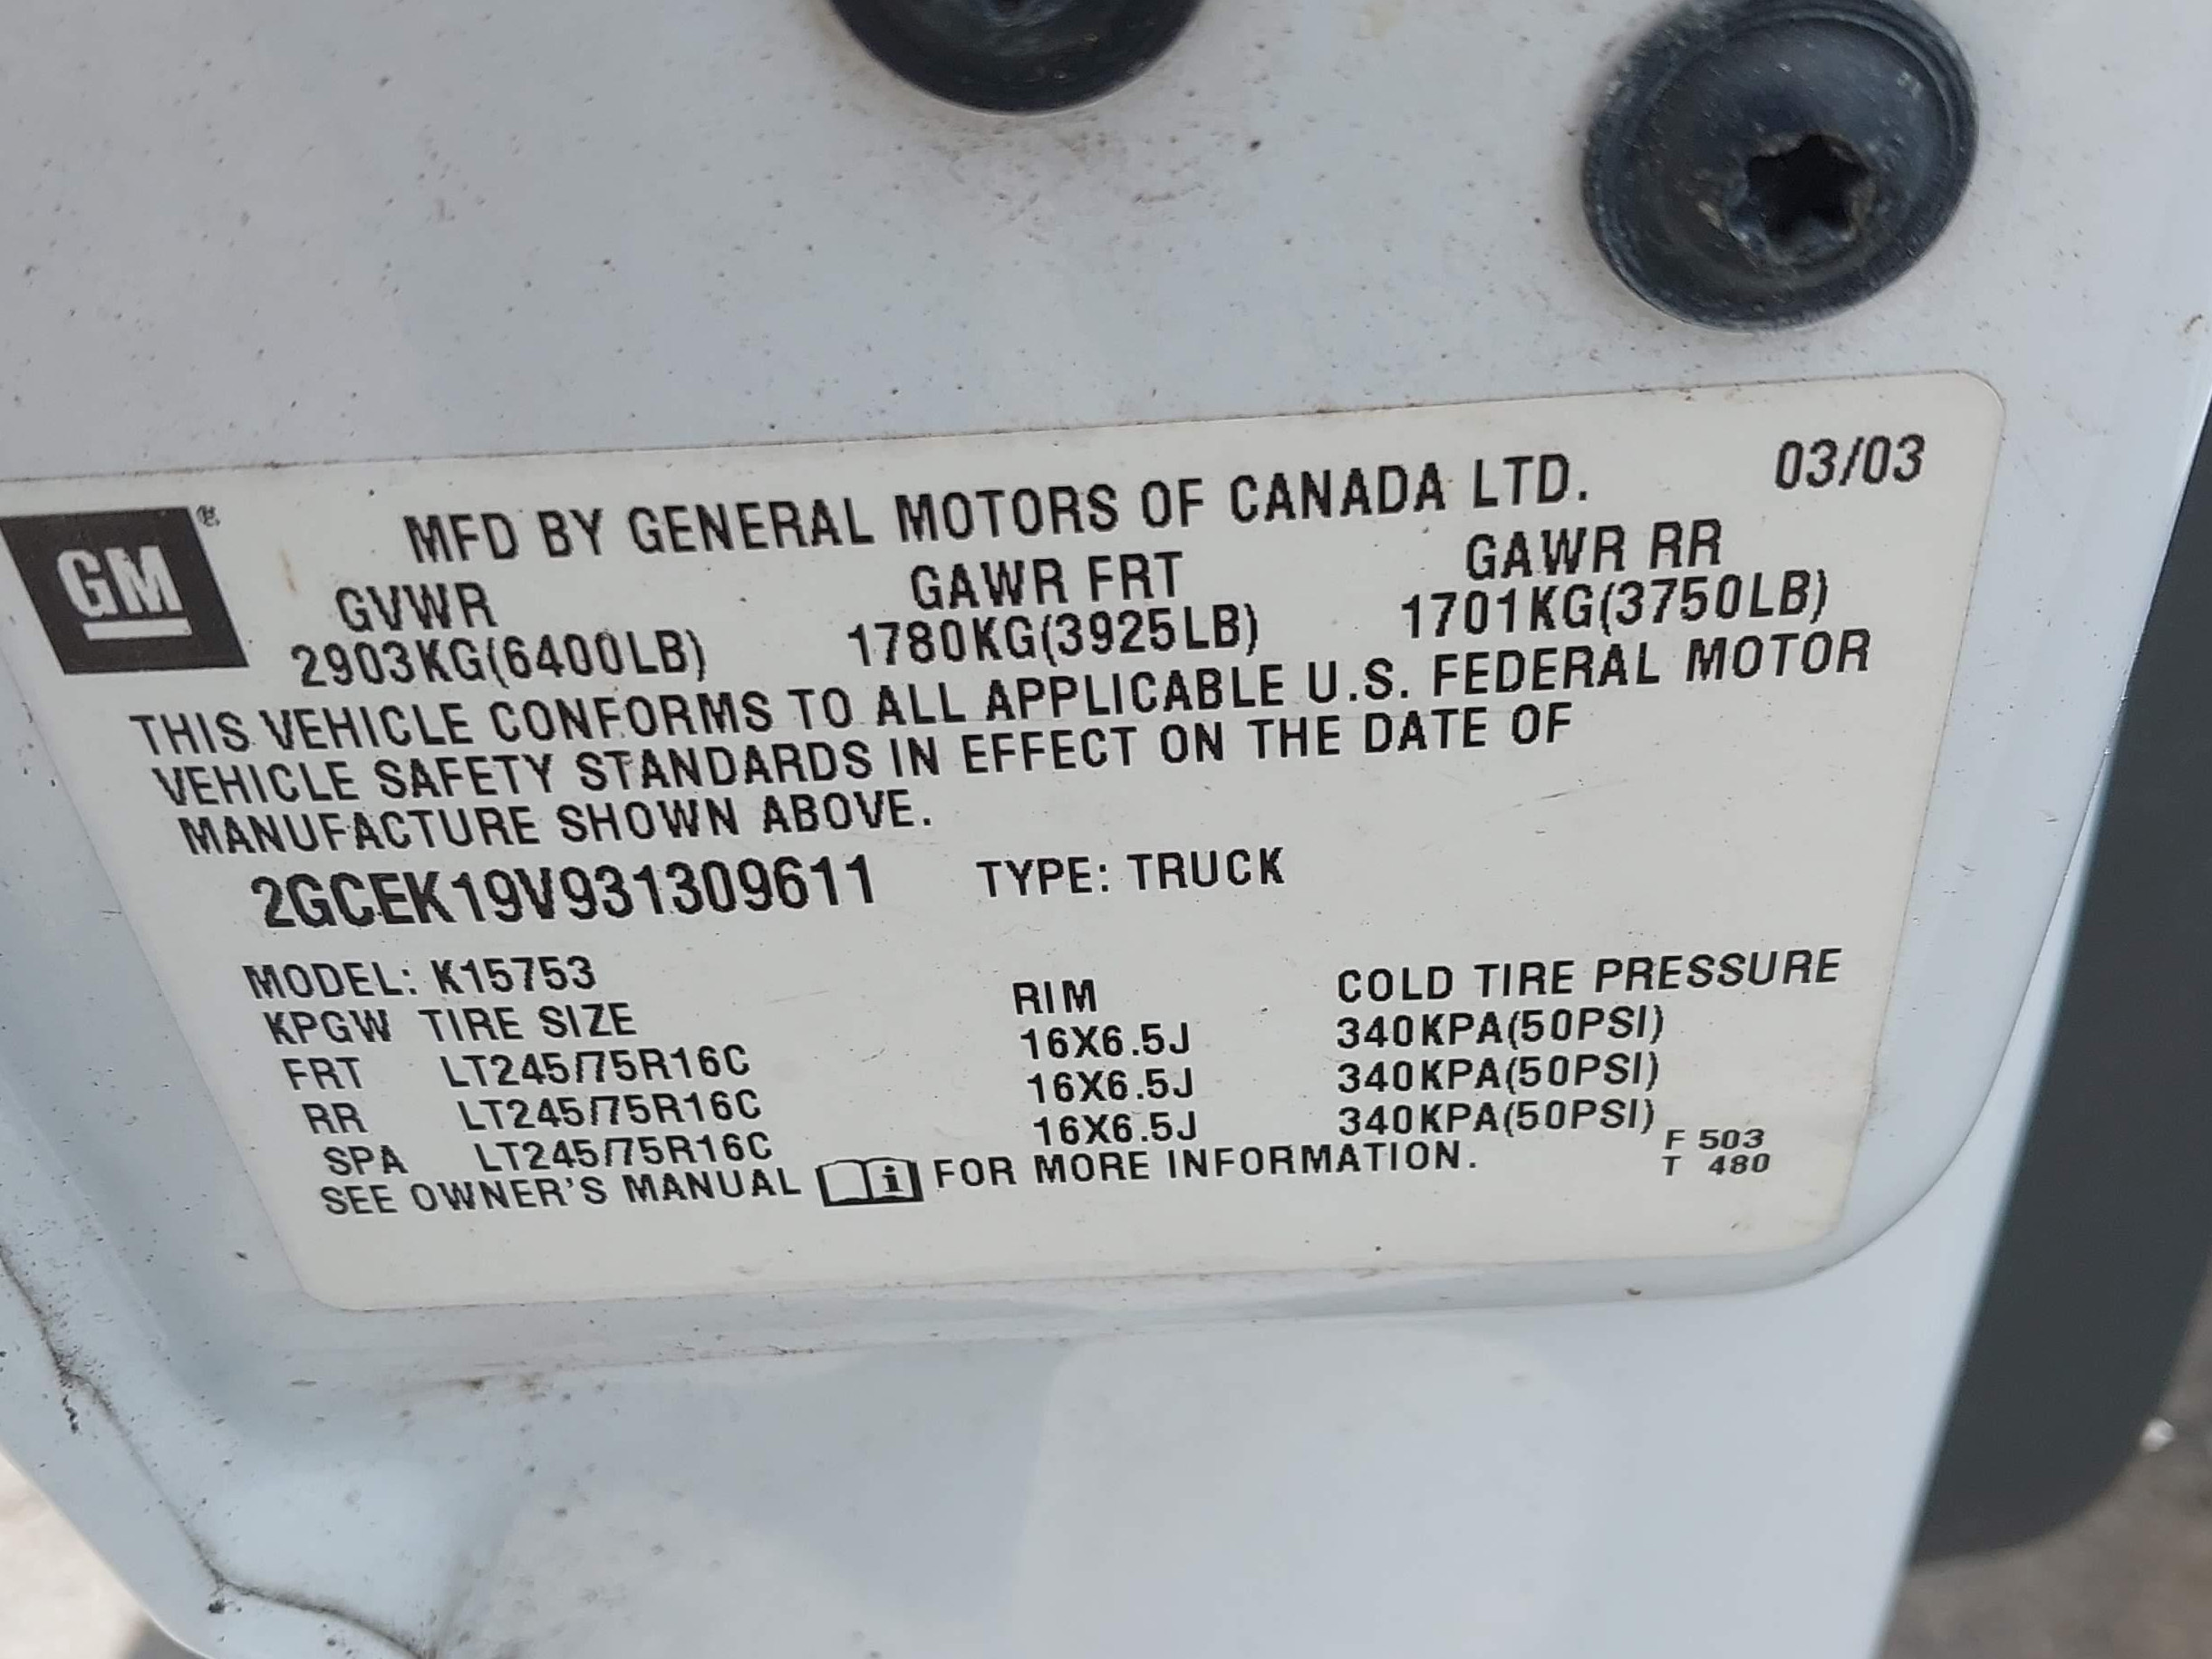 GM®
MFD BY GENERAL MOTORS OF CANADA LTD. 03/03
GVWR GAWR FRT GAWR RR
2903KG(6400LB) 1780KG(3925LB) 1701KG(3750LB)
THIS VEHICLE CONFORMS TO ALL APPLICABLE U.S. FEDERAL MOTOR
VEHICLE SAFETY STANDARDS IN EFFECT ON THE DATE OF
MANUFACTURE SHOWN ABOVE.
2GCEK19V931309611 TYPE: TRUCK
MODEL: K15753
KPGW TIRE SIZE RIM COLD TIRE PRESSURE
FRT LT245/75R16C 16X6.5J 340KPA(50PSI)
RR LT245/75R16C 16X6.5J 340KPA(50PSI)
SPA LT245/75R16C 16X6.5J 340KPA(50PSI)
SEE OWNER'S MANUAL i FOR MORE INFORMATION.
F 503
T 480